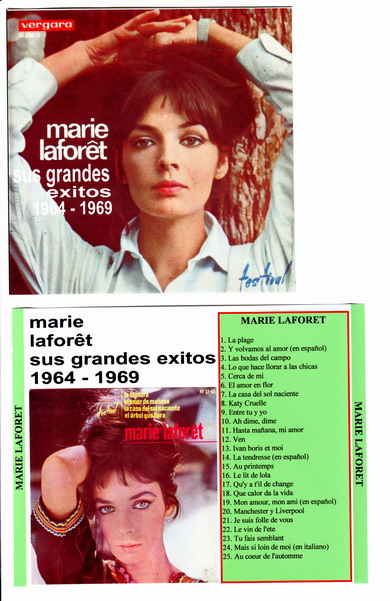 vergara
marie
laforêt
sus grandes
exitos
1964 - 1969
festival
marie
laforêt
sus grandes exitos
1964 - 1969
el amor de mañana
la casa del sol naciente
el árbol que llora
marie laforêt
MARIE LAFORET
MARIE LAFORET
1. La plage
2. Y volvamos al amor (en español)
3. Las bodas del campo
4. Lo que hace llorar a las chicas
5. Cerca de mi
6. El amor en flor
7. La casa del sol naciente
8. Katy Cruelle
9. Entre tu y yo
10. Ah dime, dime
11. Hasta mañana, mi amor
12. Ven
13. Ivan boris et moi
14. La tendresse (en español)
15. Au printemps
16. Le lit de lola
17. Qu'y a t'il de change
18. Que calor da la vida
19. Mon amour, mon ami (en español)
20. Manchester y Liverpool
21. Je suis folle de vous
22. Le vin de l'ete
23. Tu fais semblant
24. Mais si loin de moi (en italiano)
25. Au coeur de l'automme
MARIE LAFORET